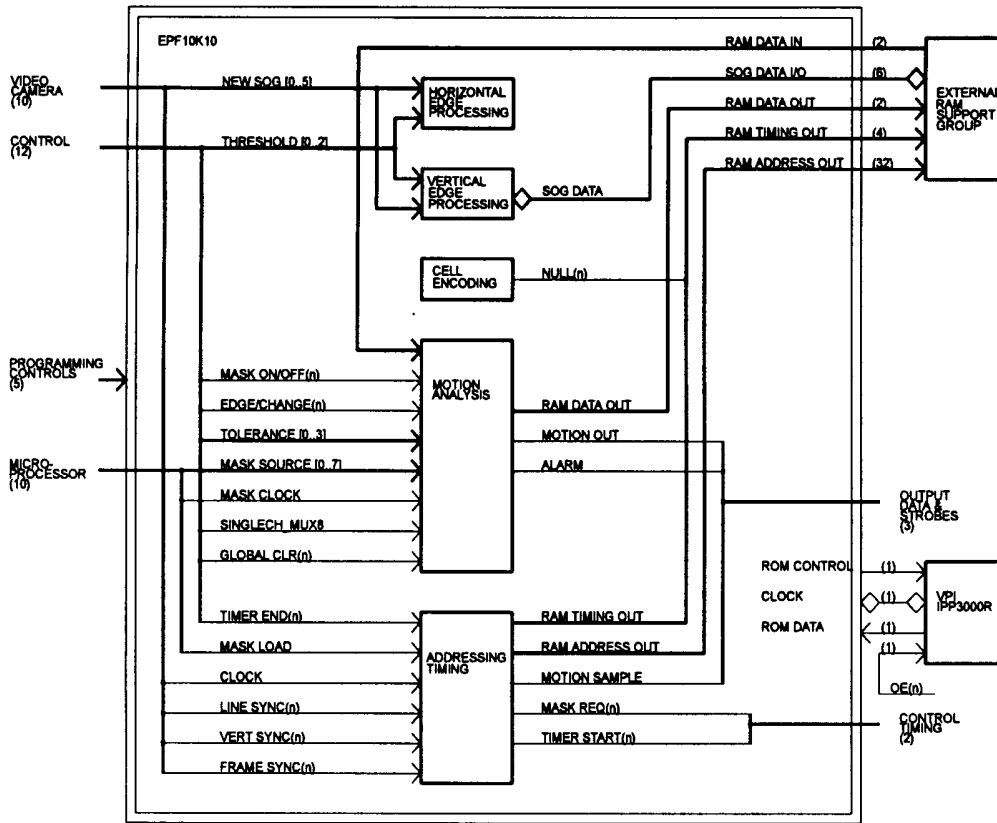 EPF10K10
RAM DATA IN (2)
VIDEO
CAMERA
(10)
NEW SOG [0..5]
HORIZONTAL
EDGE
PROCESSING
SOG DATA I/O (6)
EXTERNAL
RAM
SUPPORT
GROUP
RAM DATA OUT (2)
CONTROL
(12)
THRESHOLD [0..2]
RAM TIMING OUT (4)
RAM ADDRESS OUT (32)
VERTICAL
EDGE
PROCESSING
SOG DATA
CELL
ENCODING
NULL(n)
PROGRAMMING
CONTROLS
(5)
MASK ON/OFF(n)
MOTION
ANALYSIS
EDGE/CHANGE(n)
RAM DATA OUT
TOLERANCE [0..3]
MOTION OUT
MICRO-
PROCESSOR
(10)
MASK SOURCE [0..7]
ALARM
MASK CLOCK
OUTPUT
DATA &
STROBES
(3)
SINGLECH_MUX8
GLOBAL CLR(n)
ROM CONTROL (1)
CLOCK (1)
VPI
IPP3000R
ROM DATA (1)
(1)
OE(n)
TIMER END(n)
RAM TIMING OUT
MASK LOAD
ADDRESSING
TIMING
RAM ADDRESS OUT
CLOCK
MOTION SAMPLE
LINE SYNC(n)
MASK REQ(n)
CONTROL
TIMING
(2)
VERT SYNC(n)
TIMER START(n)
FRAME SYNC(n)